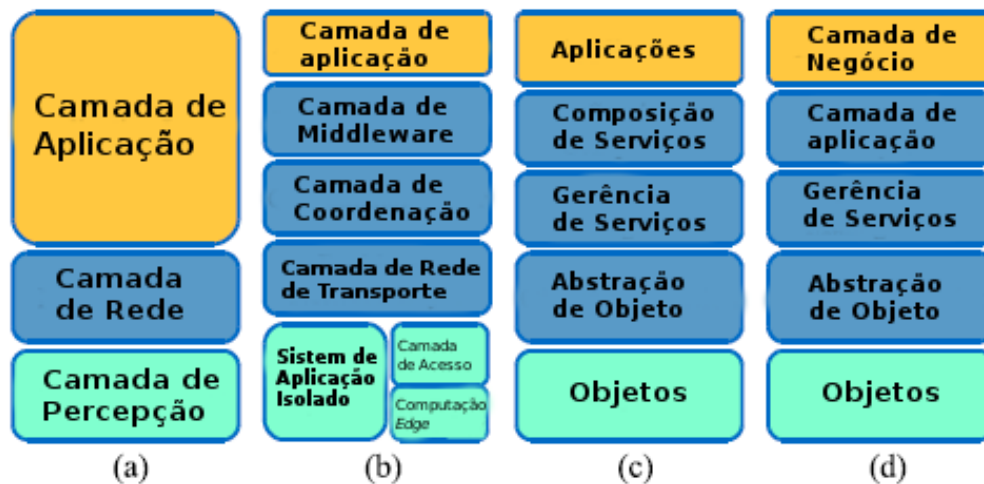 Camada de
Aplicação
Camada
de Rede
Camada de
Percepção
(a)
Camada de
aplicação
Camada de
Middleware
Camada de
Coordenação
Camada de Rede
de Transporte
Sistem de
Aplicação
Isolado
Camada
de Acesso
Computação
Edge
(b)
Aplicações
Composição
de Serviços
Gerência
de Serviços
Abstração
de Objeto
Objetos
(c)
Camada de
Negócio
Camada de
aplicação
Gerência
de Serviços
Abstração
de Objeto
Objetos
(d)